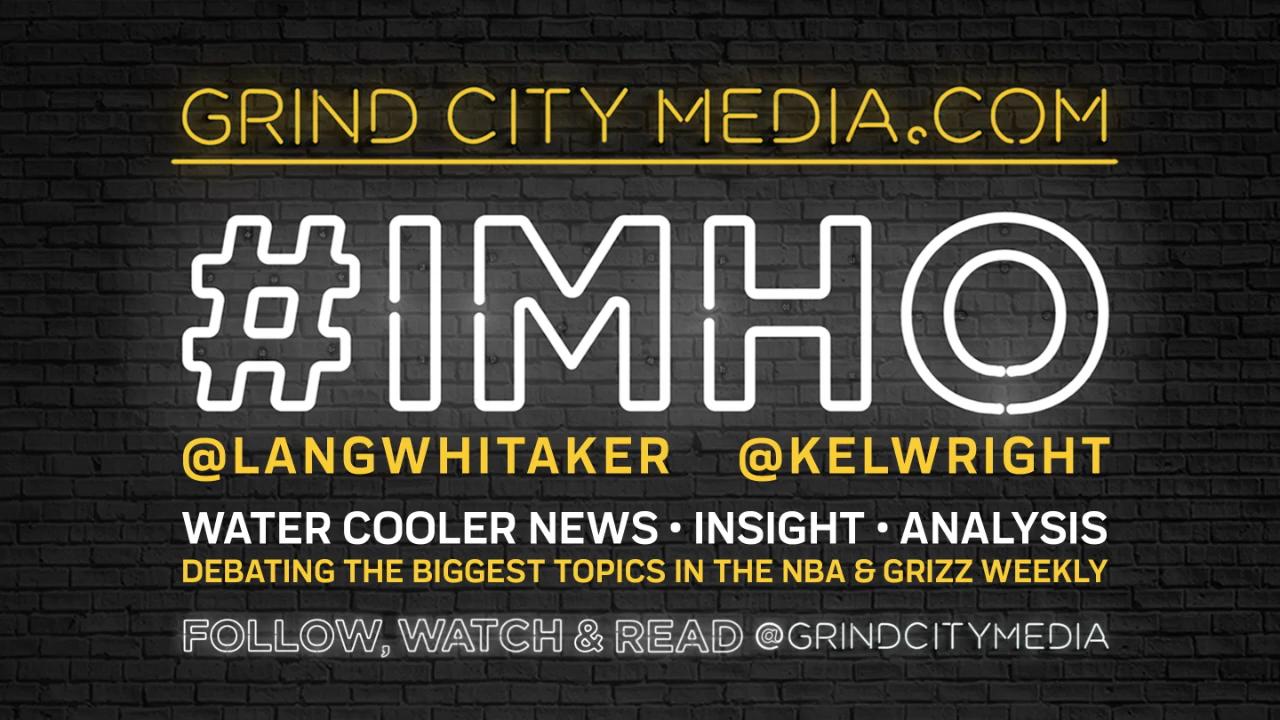 GRIND CITY MEDIA.COM
#IMHO
@LANGWHITAKER @KELWRIGHT
WATER COOLER NEWS • INSIGHT • ANALYSIS
DEBATING THE BIGGEST TOPICS IN THE NBA & GRIZZ WEEKLY
FOLLOW, WATCH & READ @GRINDCITYMEDIA